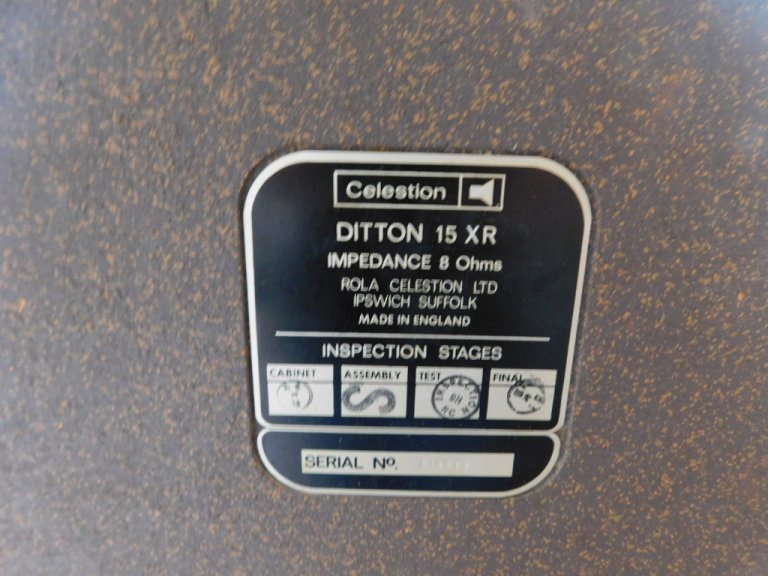 Celestion
DITTON 15 XR
IMPEDANCE 8 Ohms
ROLA CELESTION LTD
IPSWICH SUFFOLK
MADE IN ENGLAND
INSPECTION STAGES
CABINET ASSEMBLY TEST FINAL
S INSPECTION
SERIAL Nº.